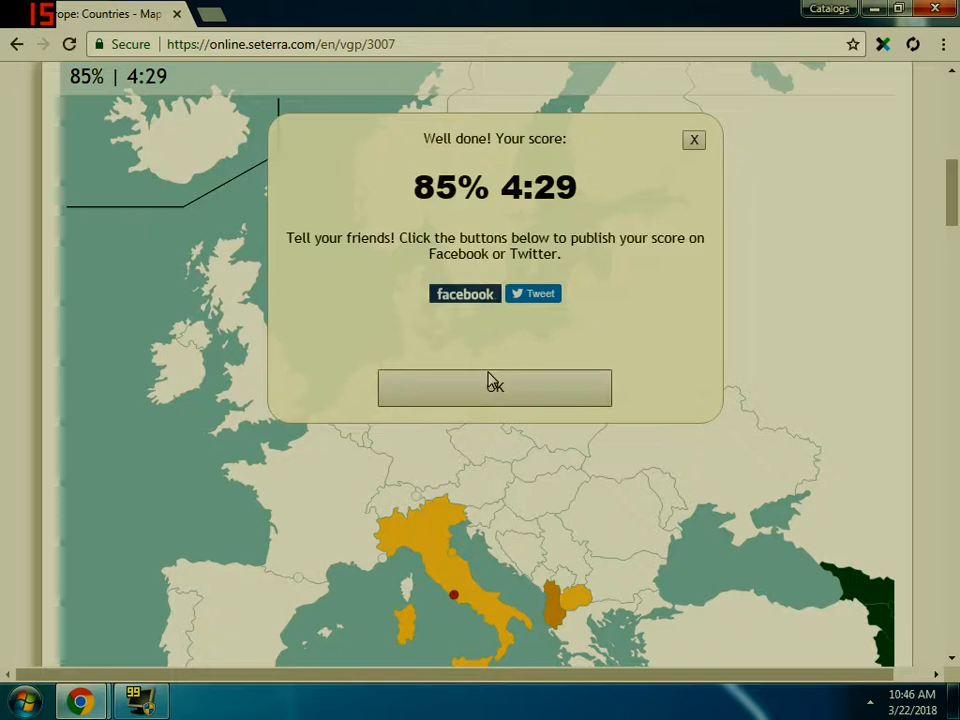 15
rope: Countries - Map
Catalogs
Secure
https://online.seterra.com/en/vgp/3007
85% | 4:29
Well done! Your score:
X
85% 4:29
Tell your friends! Click the buttons below to publish your score on
Facebook or Twitter.
facebook.
Tweet
OK
99
10:46 AM
3/22/2018